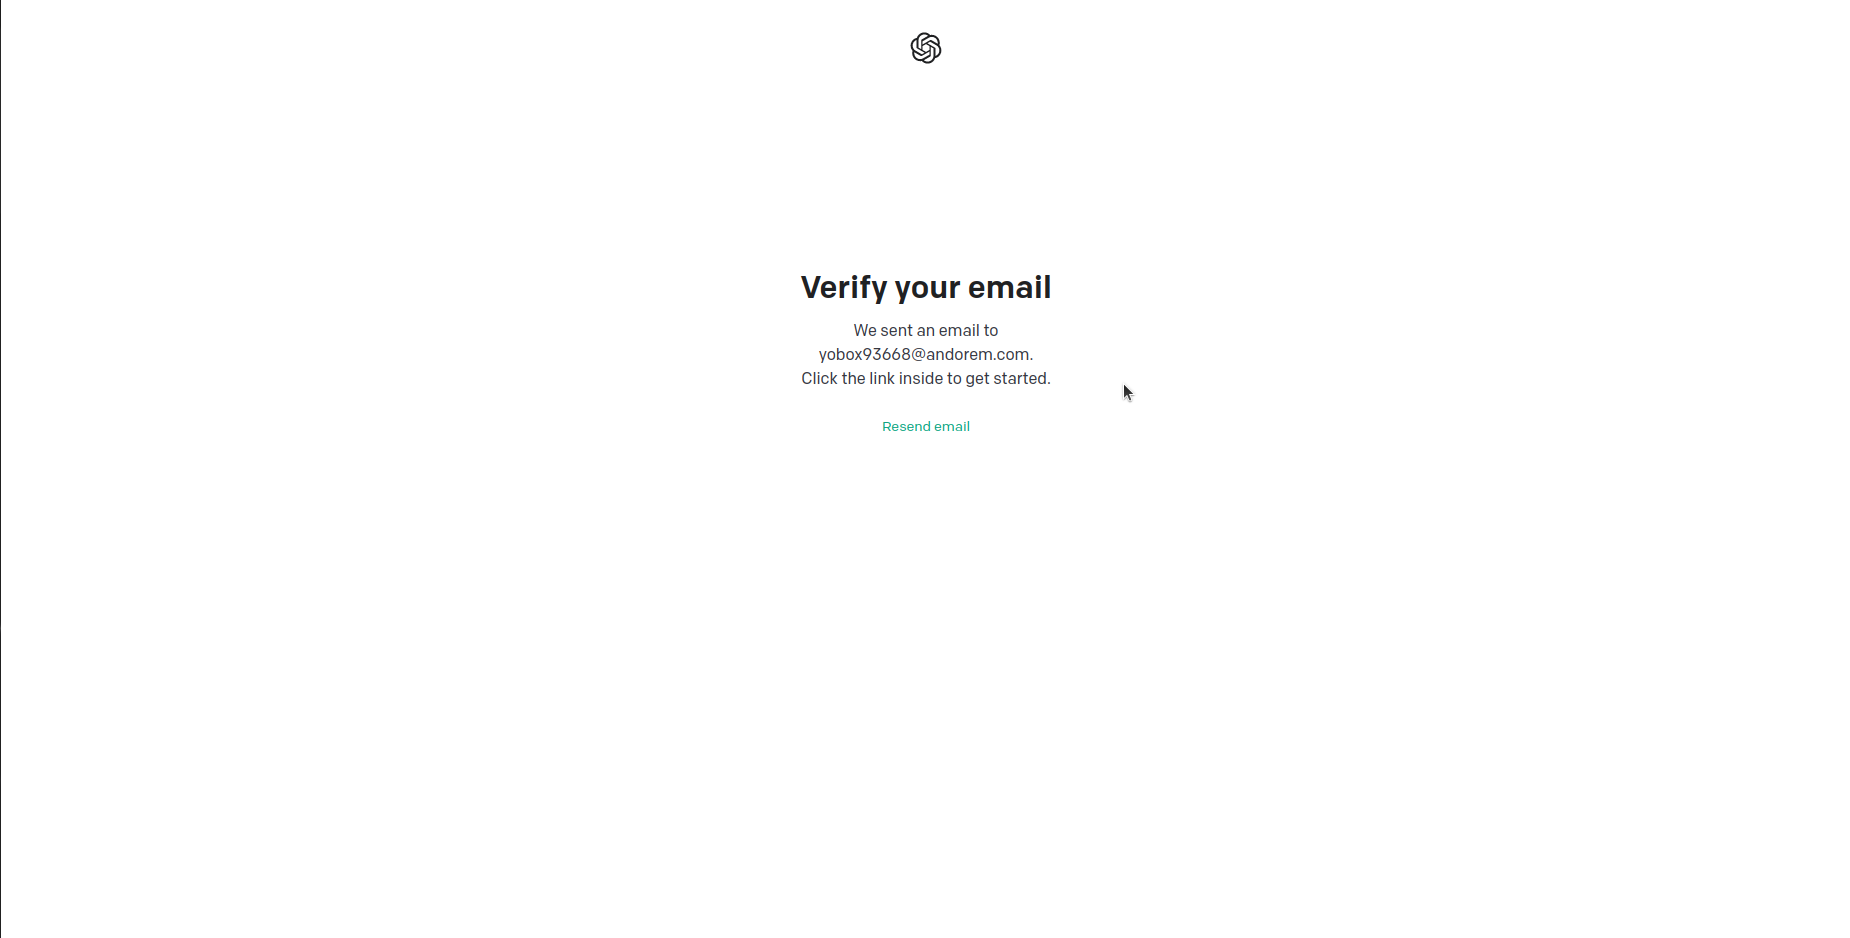 Verify your email
We sent an email to
yobox93668@andorem.com.
Click the link inside to get started.
Resend email